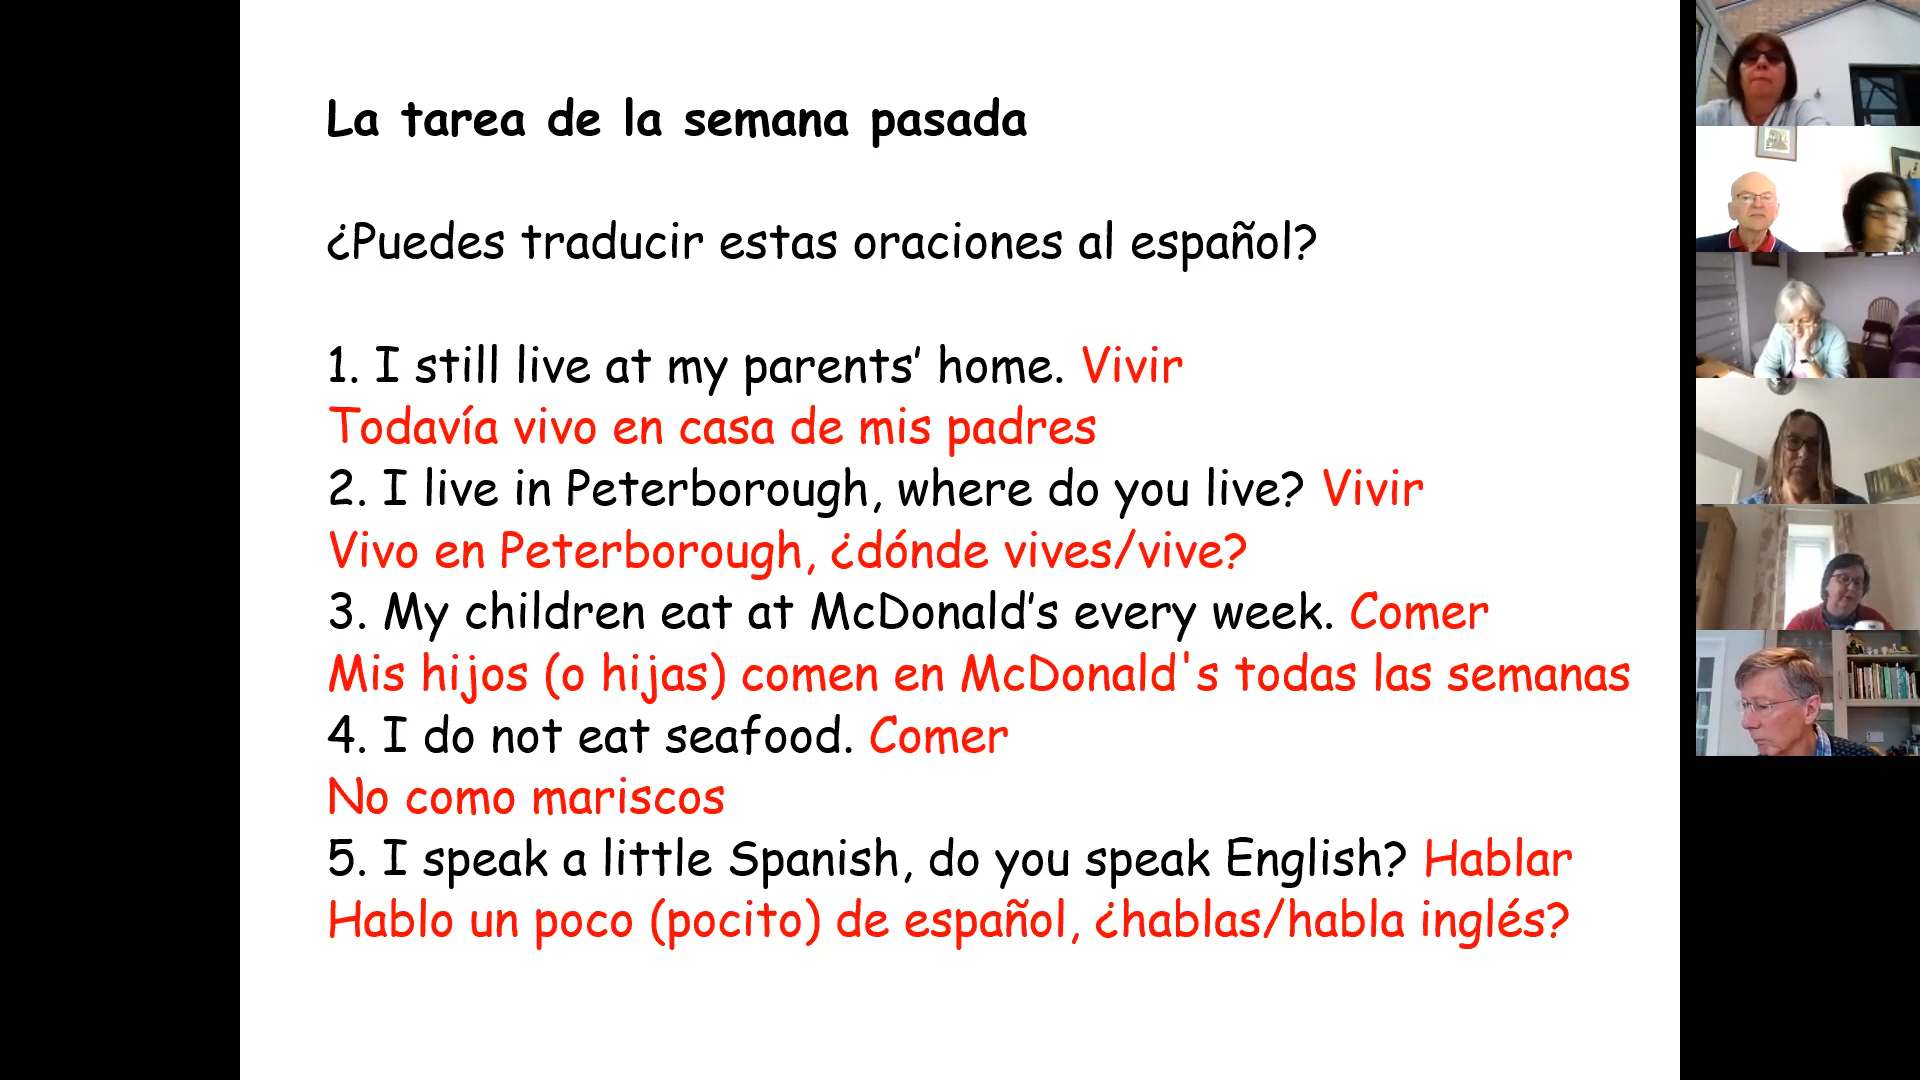 La tarea de la semana pasada
¿Puedes traducir estas oraciones al español?
1. I still live at my parents’ home. Vivir
Todavía vivo en casa de mis padres
2. I live in Peterborough, where do you live? Vivir
Vivo en Peterborough, ¿dónde vives/vive?
3. My children eat at McDonald’s every week. Comer
Mis hijos (o hijas) comen en McDonald's todas las semanas
4. I do not eat seafood. Comer
No como mariscos
5. I speak a little Spanish, do you speak English? Hablar
Hablo un poco (pocito) de español, ¿hablas/habla inglés?